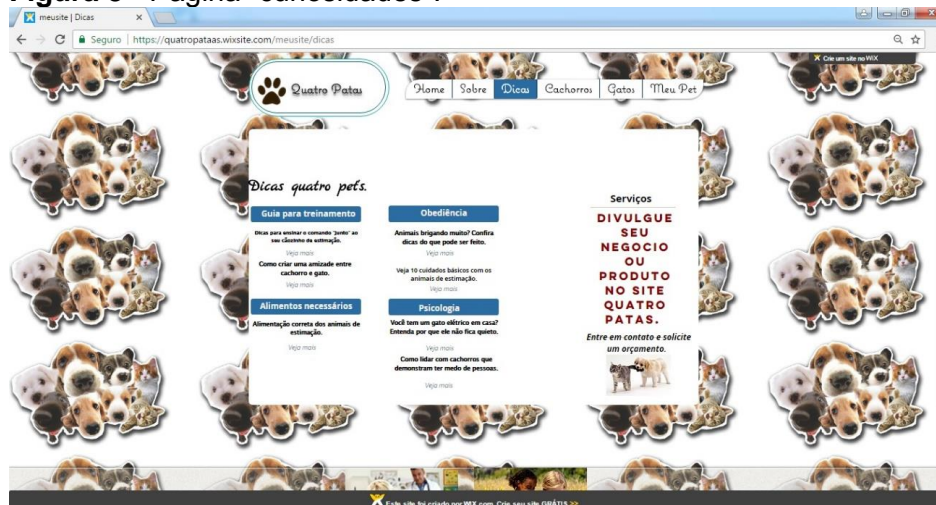 meusite | Dicas
Seguro | https://quatropataas.wixsite.com/meusite/dicas
Crie um site no WIX
Quatro Patas
Home Sobre Dicas Cachorros Gatos Meu Pet
Dicas quatro pet's.
Guia para treinamento
Dicas para ensinar o comando "junto" ao
seu cãozinho de estimação.
Veja mais
Como criar uma amizade entre
cachorro e gato.
Veja mais
Alimentos necessários
Alimentação correta dos animais de
estimação.
Veja mais
Obediência
Animais brigando muito? Confira
dicas do que pode ser feito.
Veja mais
Veja 10 cuidados básicos com os
animais de estimação.
Veja mais
Psicologia
Você tem um gato elétrico em casa?
Entenda por que ele não fica quieto.
Veja mais
Como lidar com cachorros que
demonstram ter medo de pessoas.
Veja mais
Serviços
DIVULGUE
SEU
NEGOCIO
OU
PRODUTO
NO SITE
QUATRO
PATAS.
Entre em contato e solicite
um orçamento.
Este site foi criado por WIX.com. Crie seu site GRÁTIS >>